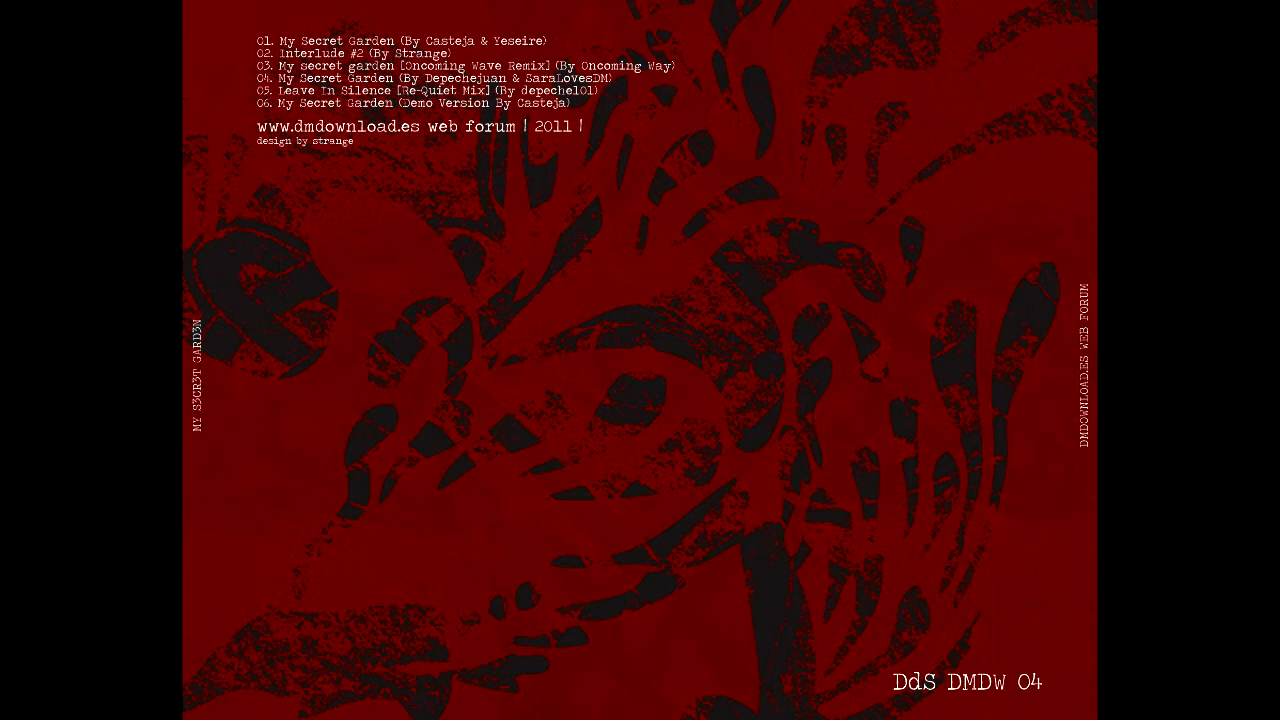 01. My Secret Garden (By Casteja & Yeseire)
02. Interlude #2 (By Strange)
03. My secret garden [Oncoming Wave Remix] (By Oncoming Way)
04. My Secret Garden (By Depechejuan & SaraLovesDM)
05. Leave In Silence [Re-Quiet Mix] (By depeche101)
06. My Secret Garden (Demo Version By Casteja)
www.dmdownload.es web forum | 2011 |
design by strange
MY S3CR3T GARD3N
DMDOWNLOAD.ES WEB FORUM
DdS DMDW 04